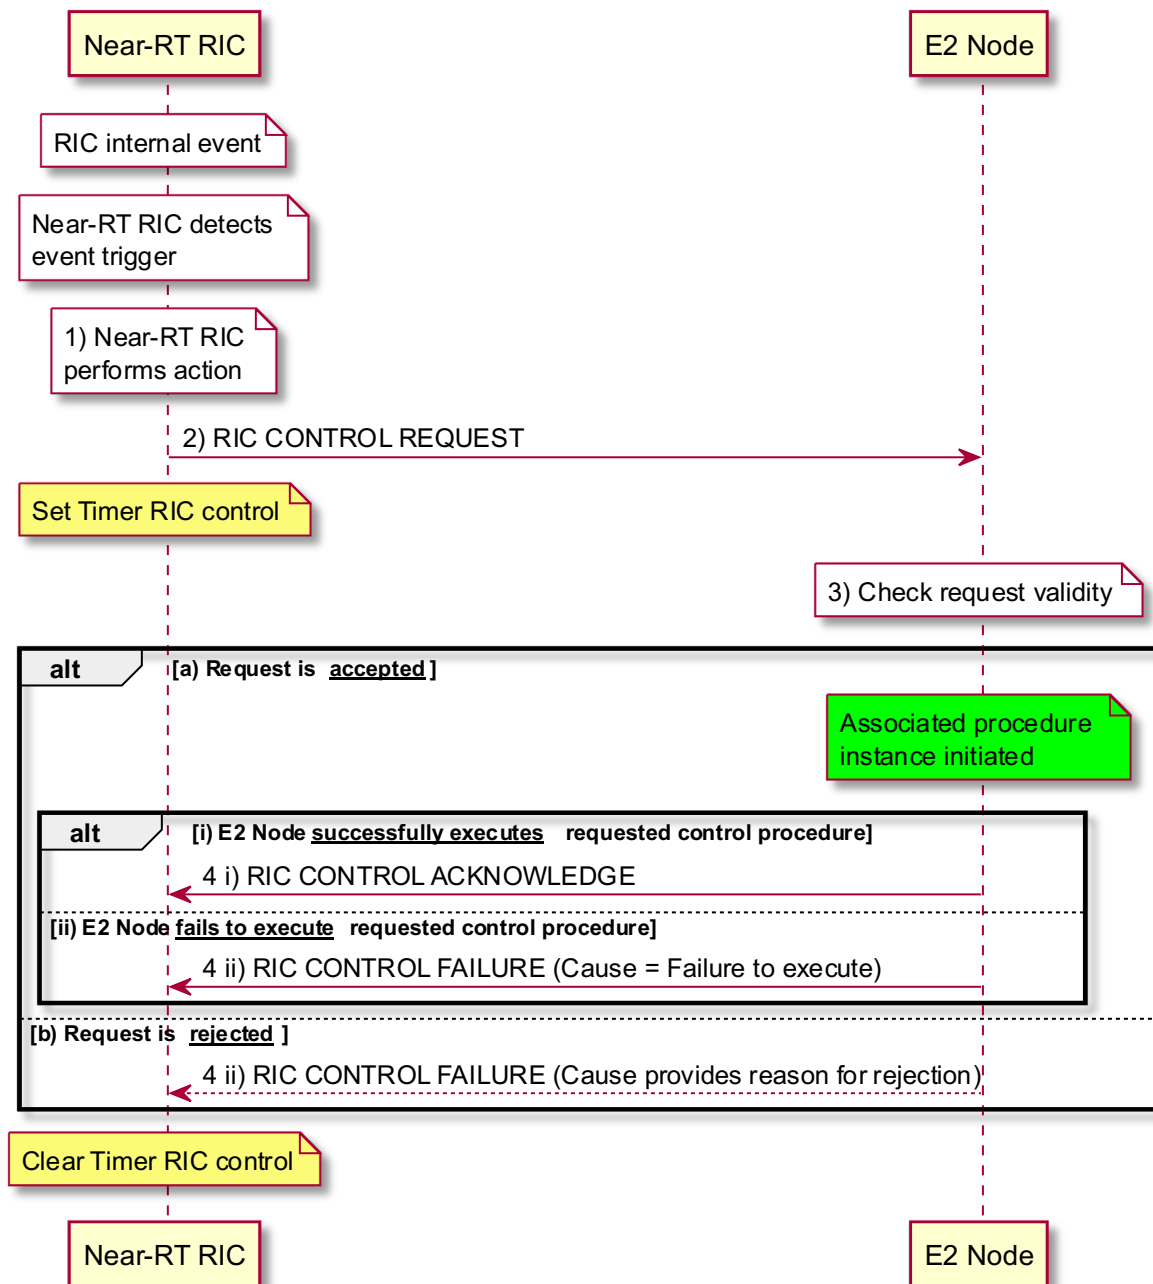 Near-RT RIC
E2 Node
RIC internal event
Near-RT RIC detects
event trigger
1) Near-RT RIC
performs action
2) RIC CONTROL REQUEST
Set Timer RIC control
3) Check request validity
alt
[a) Request is accepted ]
Associated procedure
instance initiated
alt
[i) E2 Node successfully executes requested control procedure]
4 i) RIC CONTROL ACKNOWLEDGE
[ii) E2 Node fails to execute requested control procedure]
4 ii) RIC CONTROL FAILURE (Cause = Failure to execute)
[b) Request is rejected ]
4 ii) RIC CONTROL FAILURE (Cause provides reason for rejection)
Clear Timer RIC control
Near-RT RIC
E2 Node